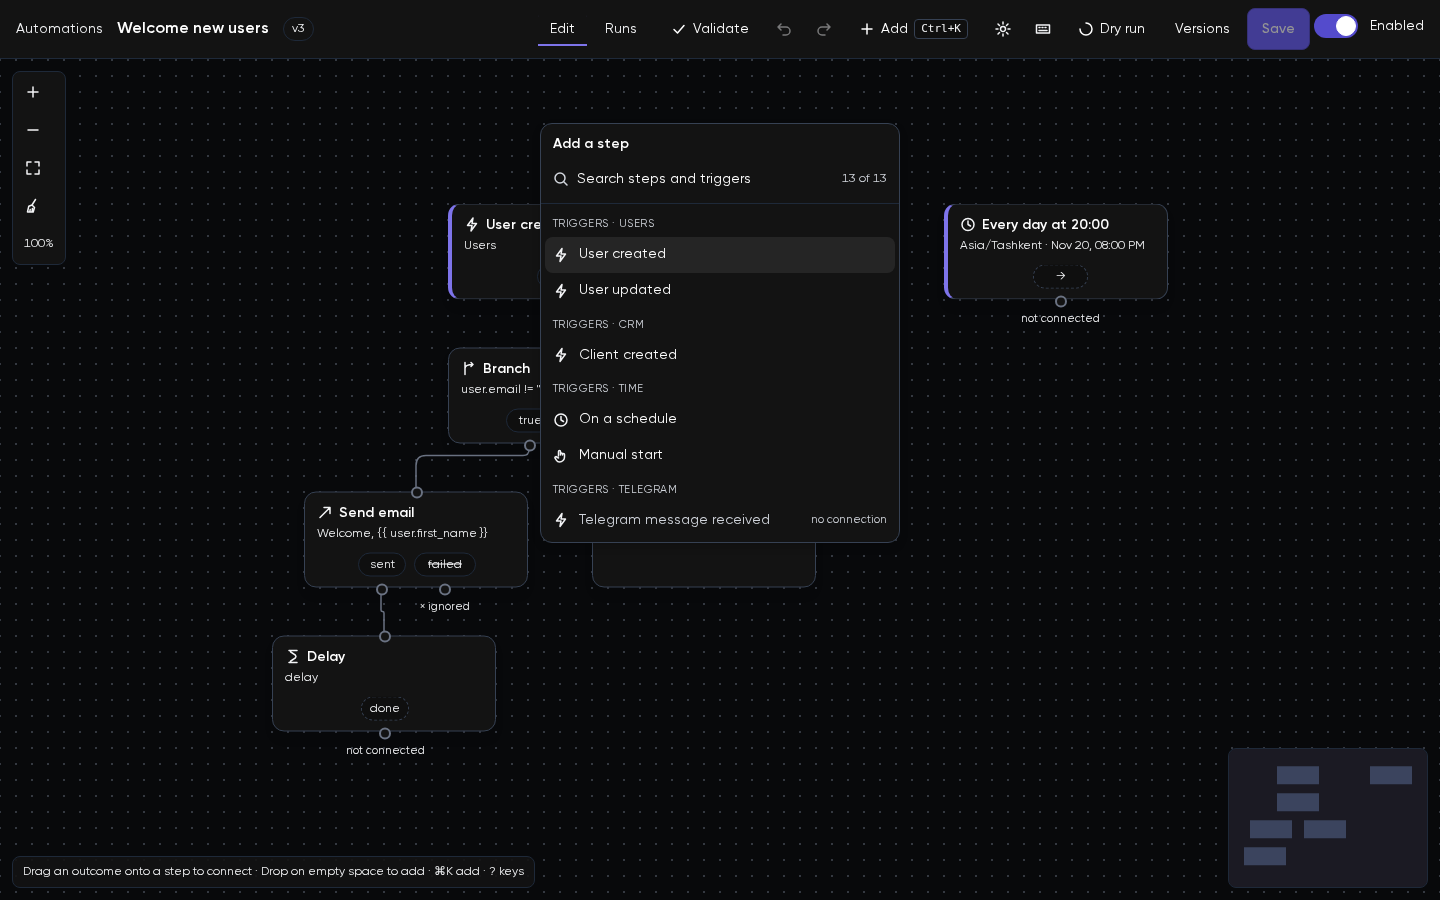 Automations Welcome new users v3 Edit Runs Validate Add Ctrl+K Dry run Versions Save Enabled
100%
Add a step
Search steps and triggers 13 of 13
TRIGGERS · USERS
User created
User updated
TRIGGERS · CRM
Client created
TRIGGERS · TIME
On a schedule
Manual start
TRIGGERS · TELEGRAM
Telegram message received no connection
User cre
Users
Every day at 20:00
Asia/Tashkent · Nov 20, 08:00 PM
→
not connected
Branch
user.email != "
true
Send email
Welcome, {{ user.first_name }}
sent failed
× ignored
Delay
delay
done
not connected
Drag an outcome onto a step to connect · Drop on empty space to add · ⌘K add · ? keys